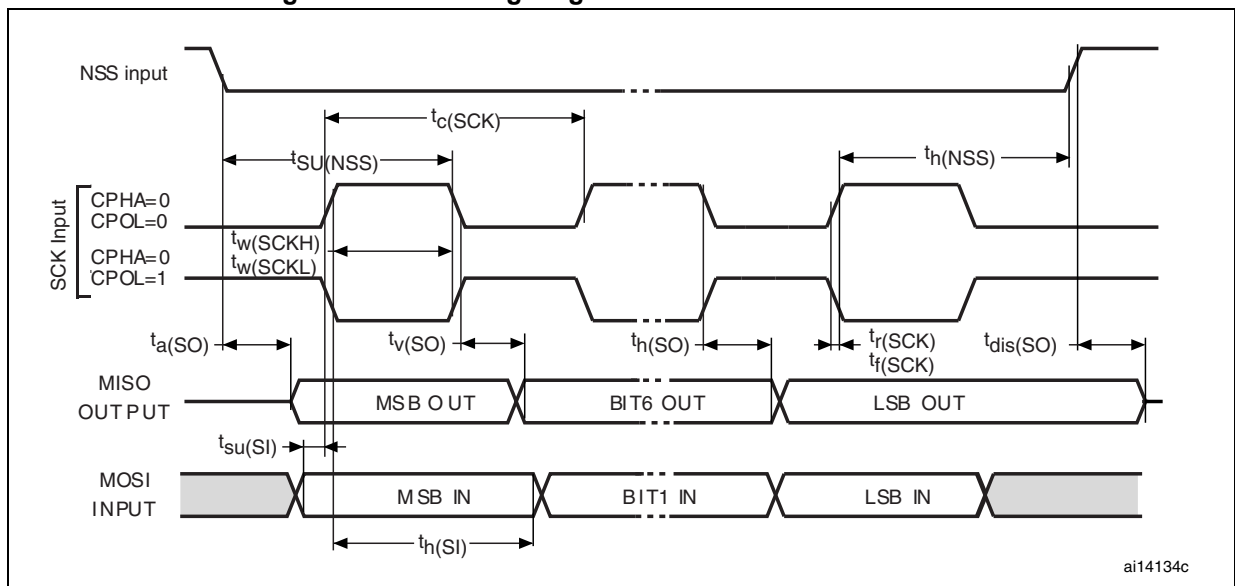 NSS input
tc(SCK)
tSU(NSS)
th(NSS)
SCK Input
CPHA=0
CPOL=0
tw(SCKH)
CPHA=0
tw(SCKL)
CPOL=1
ta(SO)
tv(SO)
th(SO)
tr(SCK)
tf(SCK)
tdis(SO)
MISO
OUTPUT
MSB OUT
BIT6 OUT
LSB OUT
tsu(SI)
MOSI
INPUT
MSB IN
BIT1 IN
LSB IN
th(SI)
ai14134c